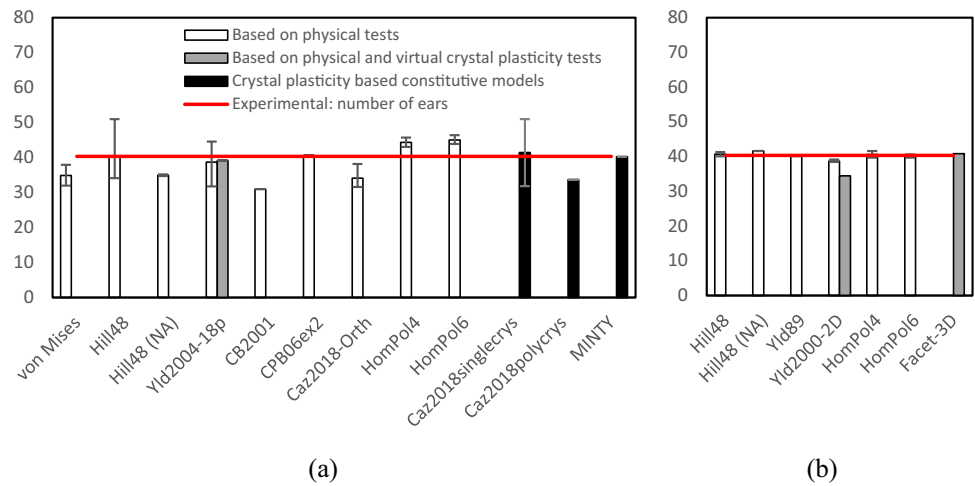 80
70
60
50
40
30
20
10
0
Based on physical tests
Based on physical and virtual crystal plasticity tests
Crystal plasticity based constitutive models
Experimental: number of ears
von Mises
Hill48
Hill48 (NA)
Yld2004-18p
CB2001
CPB06ex2
Caz2018-Orth
HomPol4
HomPol6
Caz2018singlecrys
Caz2018polycrys
MINTY
(a)
80
70
60
50
40
30
20
10
0
Hill48
Hill48 (NA)
Yld89
Yld2000-2D
HomPol4
HomPol6
Facet-3D
(b)